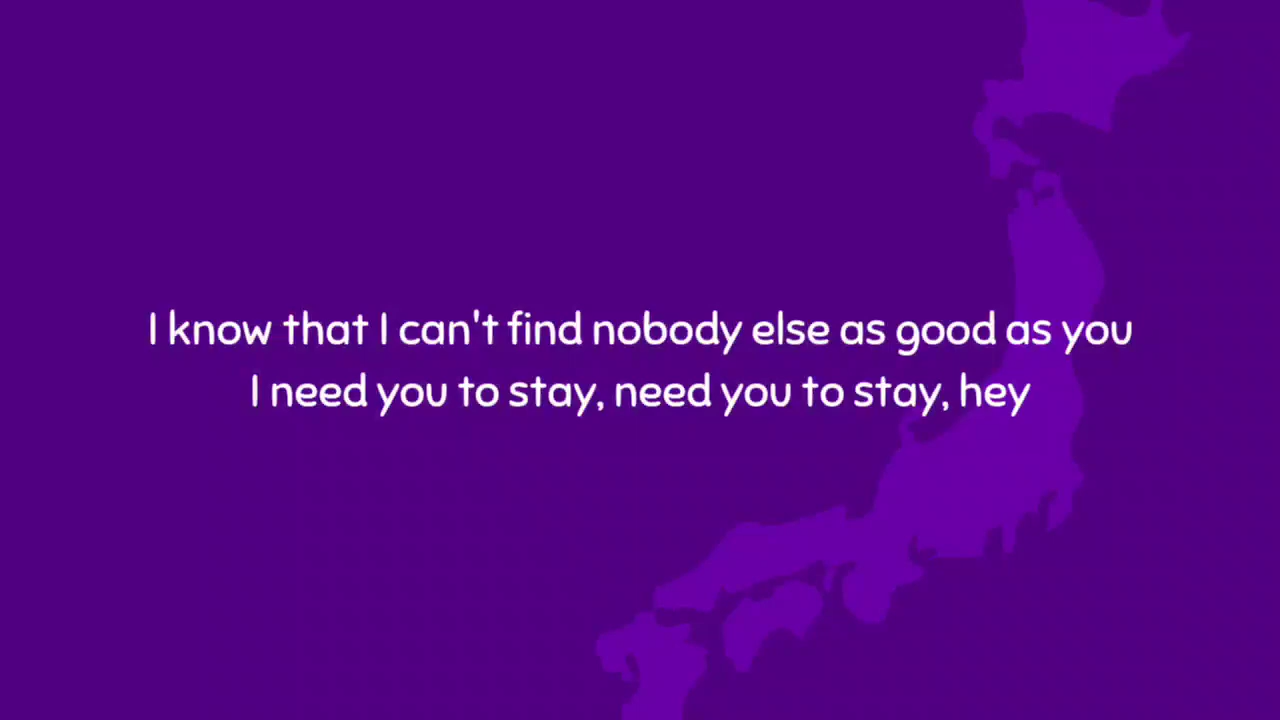 I know that I can't find nobody else as good as you
I need you to stay, need you to stay, hey